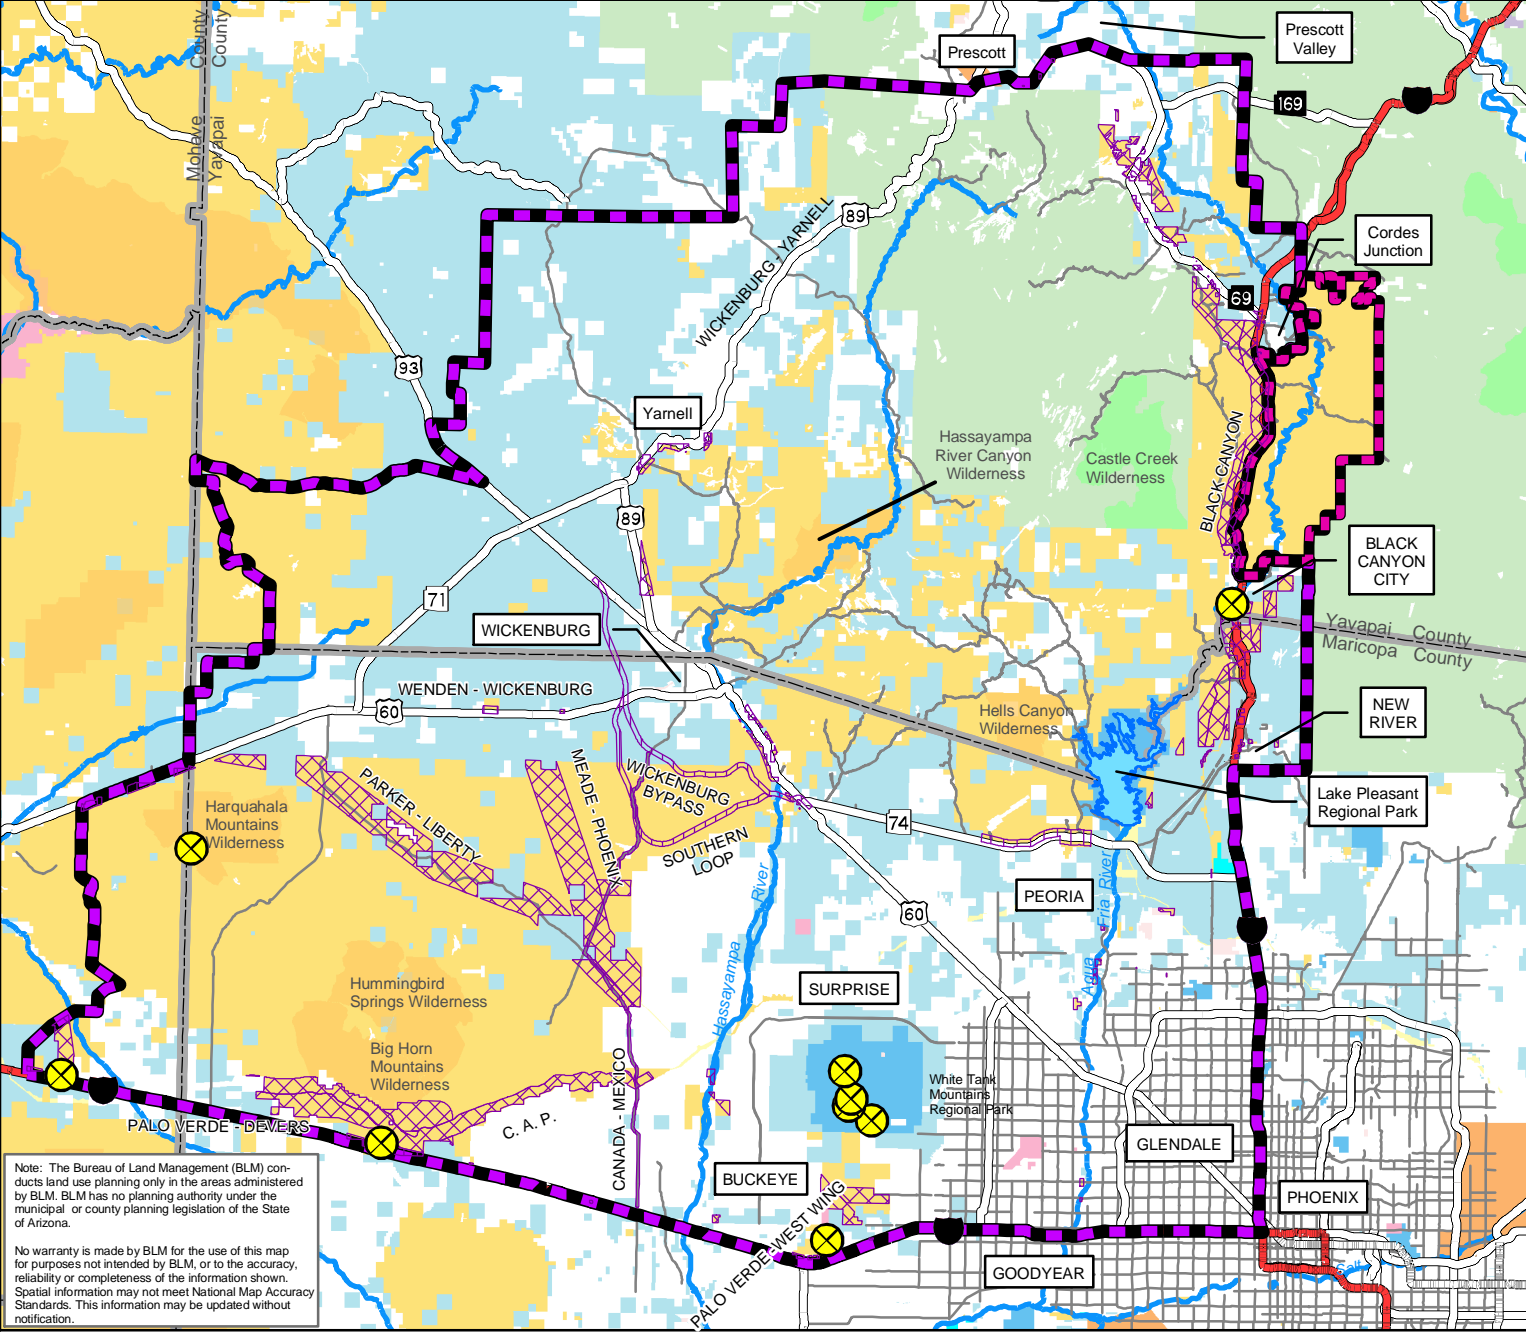 Mohave County
Yavapai County
Prescott
Prescott
Valley
169
89
WICKENBURG - YARNELL
Cordes
Junction
69
93
Yarnell
Hassayampa
River Canyon
Wilderness
Castle Creek
Wilderness
BLACK CANYON
89
BLACK
CANYON
CITY
71
WICKENBURG
Yavapai County
Maricopa County
WENDEN - WICKENBURG
60
Hells Canyon
Wilderness
NEW
RIVER
Lake Pleasant
Regional Park
PARKER - LIBERTY
MEADE - PHOENIX
WICKENBURG
BYPASS
SOUTHERN
LOOP
74
Harquahala
Mountains
Wilderness
PEORIA
60
Hassayampa River
Agua Fria River
Hummingbird
Springs Wilderness
SURPRISE
Big Horn
Mountains
Wilderness
White Tank
Mountains
Regional Park
CANADA - MEXICO
C. A. P.
PALO VERDE - DEVERS
GLENDALE
BUCKEYE
PHOENIX
PALO VERDE - WEST WING
GOODYEAR
Salt
Note: The Bureau of Land Management (BLM) con-
ducts land use planning only in the areas administered
by BLM. BLM has no planning authority under the
municipal or county planning legislation of the State
of Arizona.
No warranty is made by BLM for the use of this map
for purposes not intended by BLM, or to the accuracy,
reliability or completeness of the information shown.
Spatial information may not meet National Map Accuracy
Standards. This information may be updated without
notification.